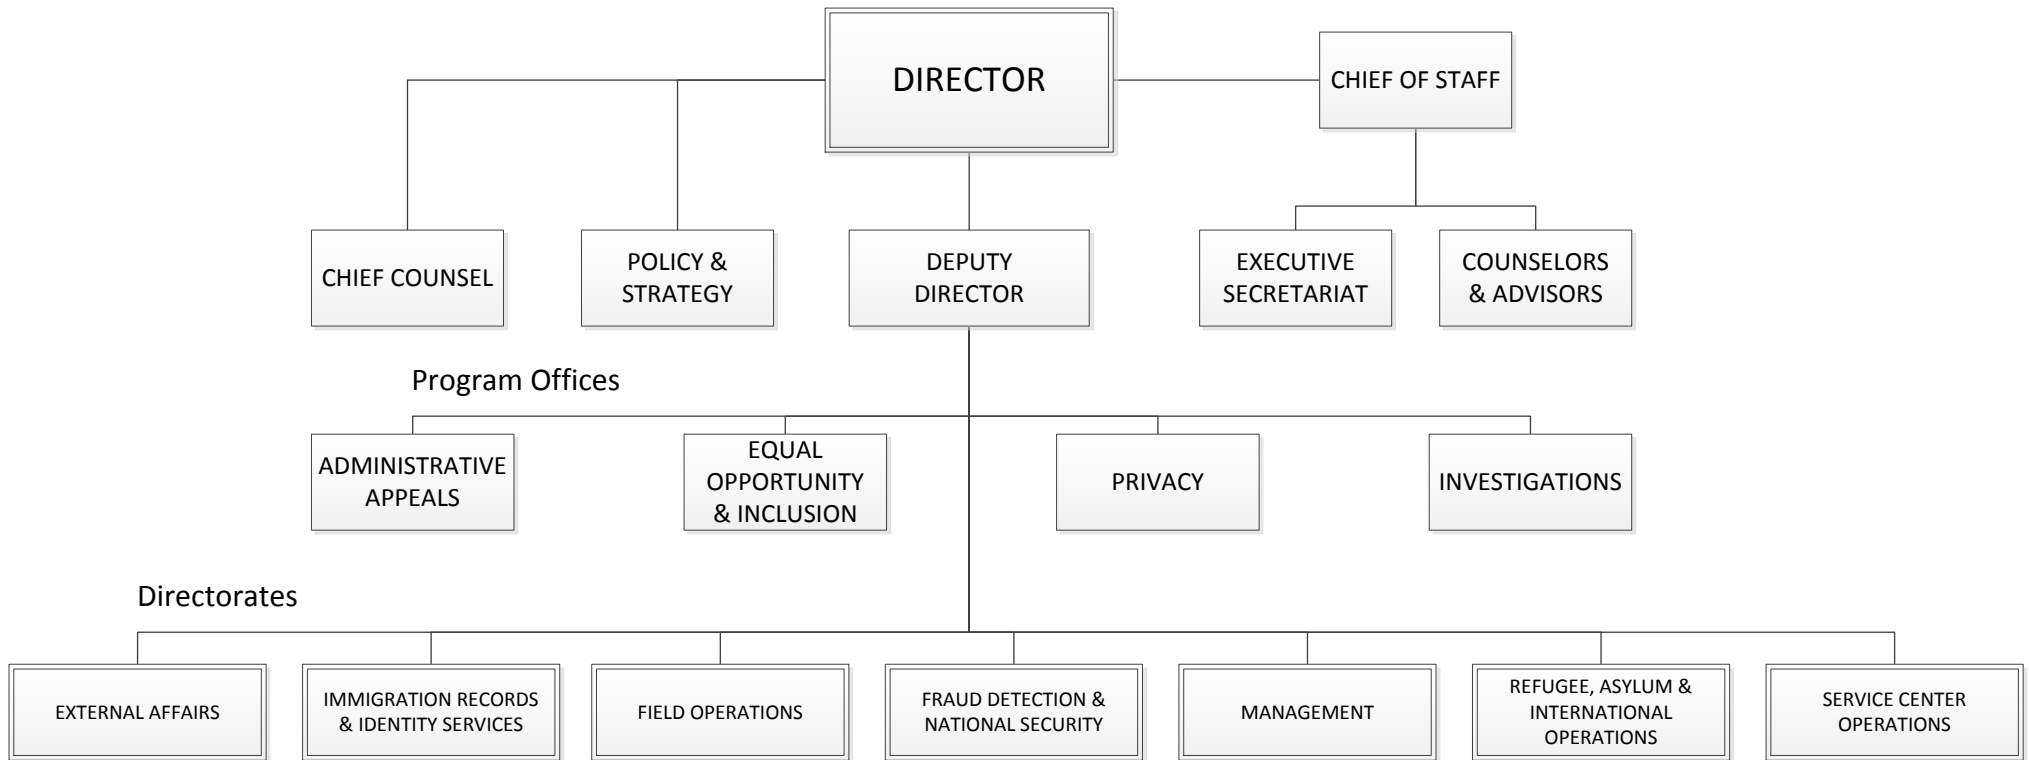 DIRECTOR
CHIEF OF STAFF
CHIEF COUNSEL
POLICY &
STRATEGY
DEPUTY
DIRECTOR
EXECUTIVE
SECRETARIAT
COUNSELORS
& ADVISORS
Program Offices
ADMINISTRATIVE
APPEALS
EQUAL
OPPORTUNITY
& INCLUSION
PRIVACY
INVESTIGATIONS
Directorates
EXTERNAL AFFAIRS
IMMIGRATION RECORDS
& IDENTITY SERVICES
FIELD OPERATIONS
FRAUD DETECTION &
NATIONAL SECURITY
MANAGEMENT
REFUGEE, ASYLUM &
INTERNATIONAL
OPERATIONS
SERVICE CENTER
OPERATIONS